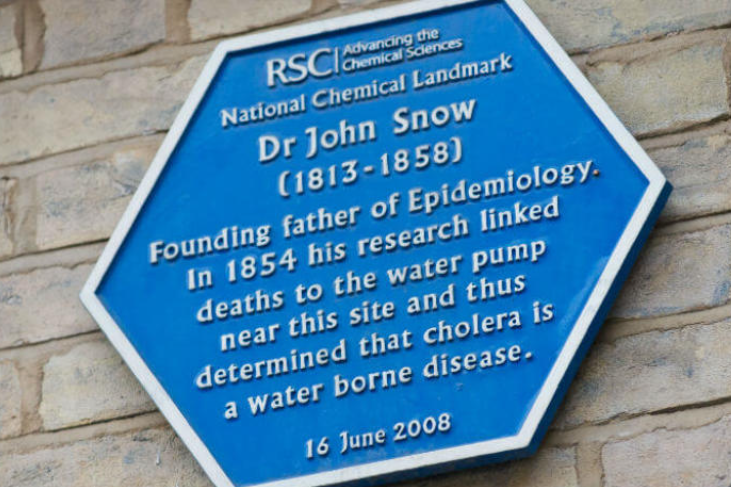 RSC Advancing the
Chemical Sciences
National Chemical Landmark
Dr John Snow
(1813-1858)
Founding father of Epidemiology.
In 1854 his research linked
deaths to the water pump
near this site and thus
determined that cholera is
a water borne disease.
16 June 2008